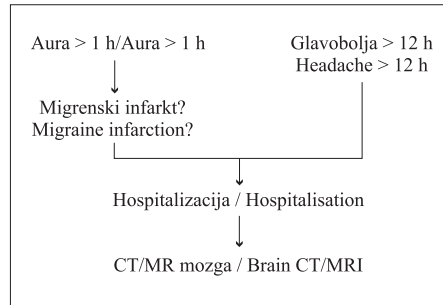 Aura > 1 h/Aura > 1 h
Glavobolja > 12 h
Headache > 12 h
Migrenski infarkt?
Migraine infarction?
Hospitalizacija / Hospitalisation
CT/MR mozga / Brain CT/MRI